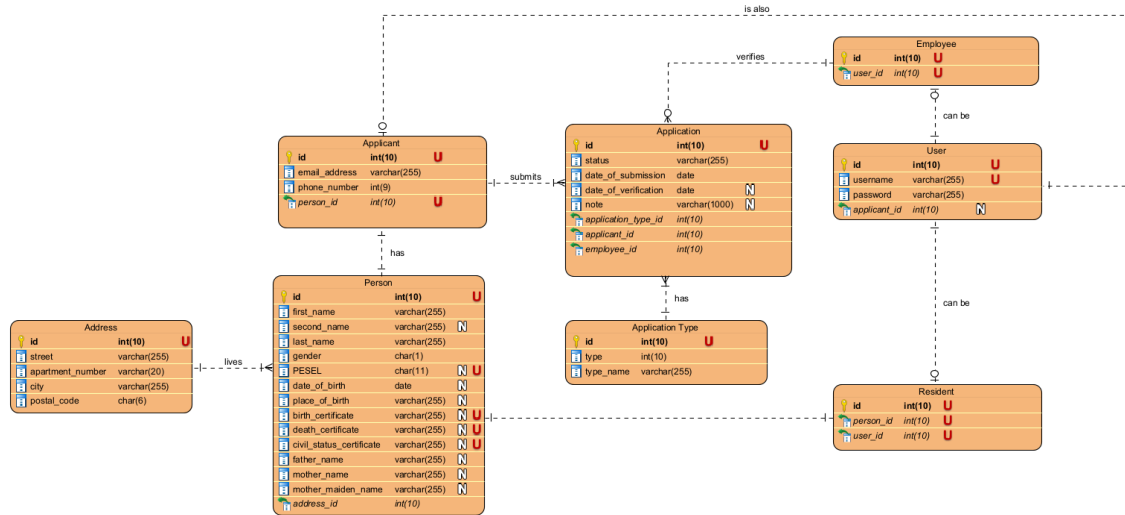 is also
Employee
id int(10) U
user_id int(10) U
verifies
can be
Applicant
id int(10) U
email_address varchar(255)
phone_number int(9)
person_id int(10) U
submits
Application
id int(10) U
status varchar(255)
date_of_submission date
date_of_verification date N
note varchar(1000) N
application_type_id int(10)
applicant_id int(10)
employee_id int(10)
User
id int(10) U
username varchar(255) U
password varchar(255)
applicant_id int(10) N
has
has
can be
Person
id int(10) U
first_name varchar(255)
second_name varchar(255) N
last_name varchar(255)
gender char(1)
PESEL char(11) N U
date_of_birth date N
place_of_birth varchar(255) N
birth_certificate varchar(255) N U
death_certificate varchar(255) N U
civil_status_certificate varchar(255) N U
father_name varchar(255) N
mother_name varchar(255) N
mother_maiden_name varchar(255) N
address_id int(10)
Address
id int(10) U
street varchar(255)
apartment_number varchar(20)
city varchar(255)
postal_code char(6)
lives
Application Type
id int(10) U
type int(10)
type_name varchar(255)
Resident
id int(10) U
person_id int(10) U
user_id int(10) U